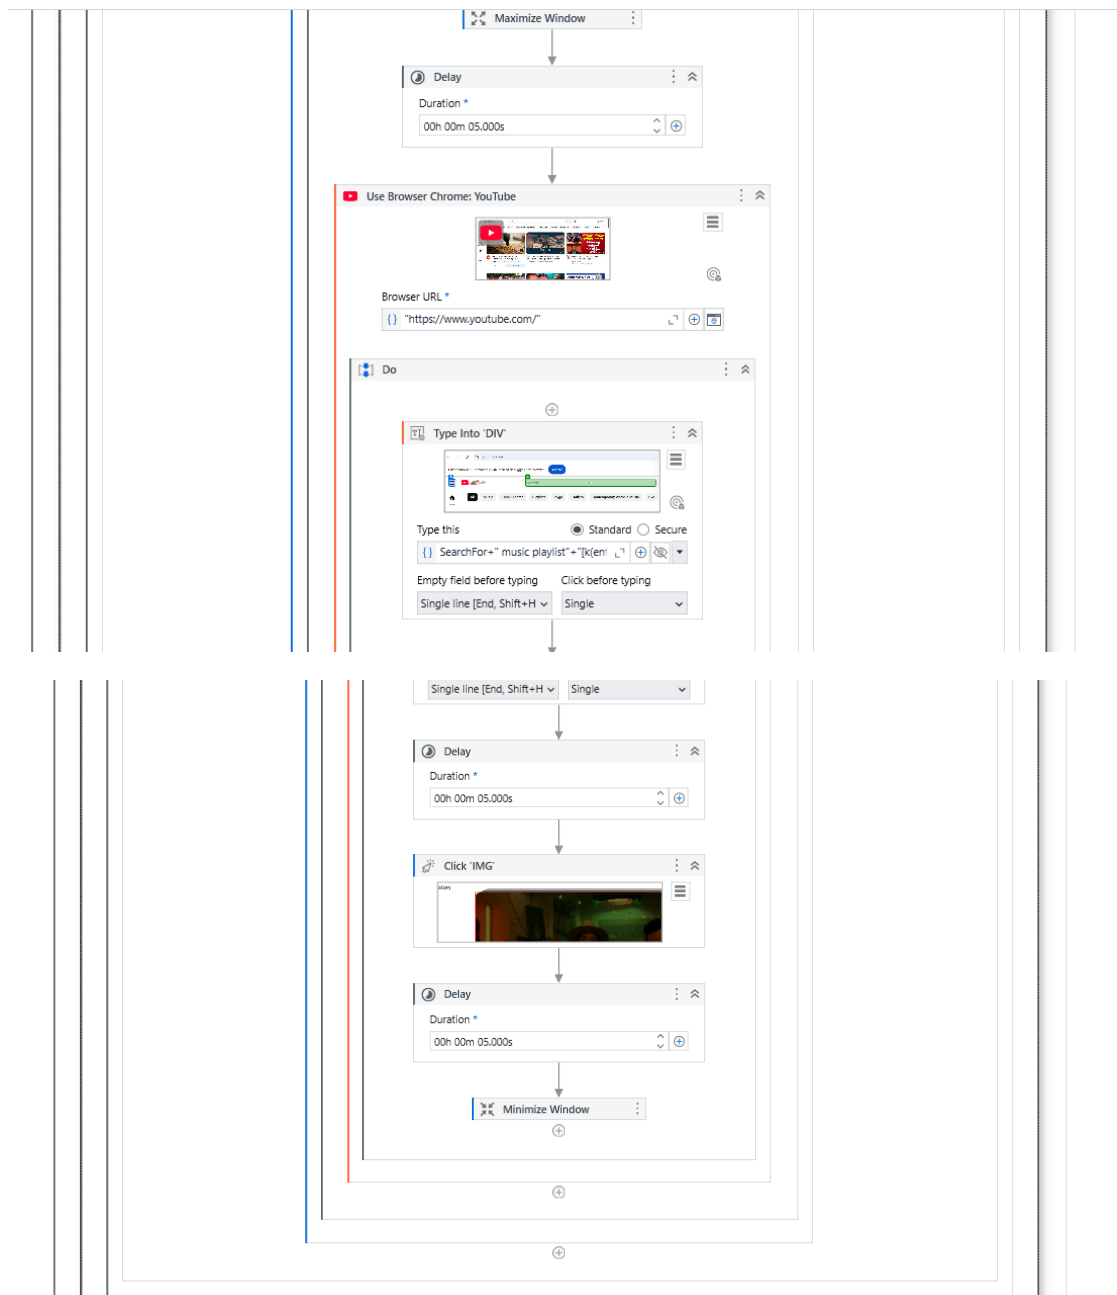 Maximize Window
Delay
Duration *
00h 00m 05.000s
Use Browser Chrome: YouTube
Browser URL *
"https://www.youtube.com/"
Do
Type Into 'DIV'
Type this
Standard
Secure
SearchFor+" music playlist"+"[k(ent
Empty field before typing
Click before typing
Single line [End, Shift+H
Single
Single line [End, Shift+H
Single
Delay
Duration *
00h 00m 05.000s
Click 'IMG'
Delay
Duration *
00h 00m 05.000s
Minimize Window